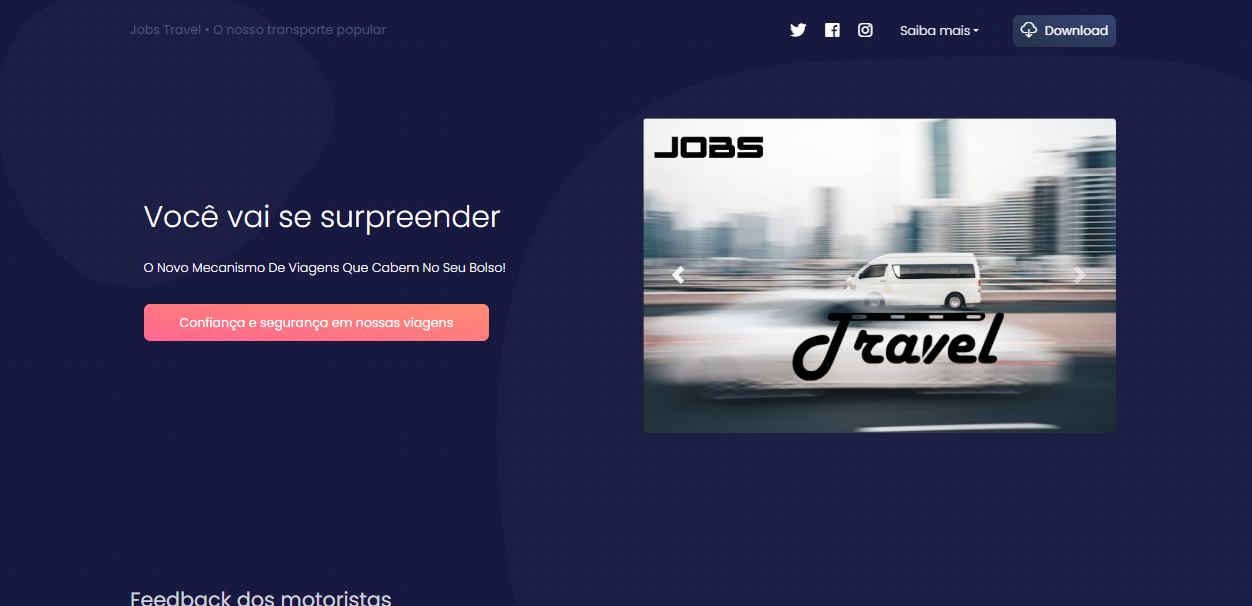 Jobs Travel • O nosso transporte popular
Saiba mais
Download
JOBS
Travel
Você vai se surpreender
O Novo Mecanismo De Viagens Que Cabem No Seu Bolso!
Confiança e segurança em nossas viagens
Feedback dos motoristas